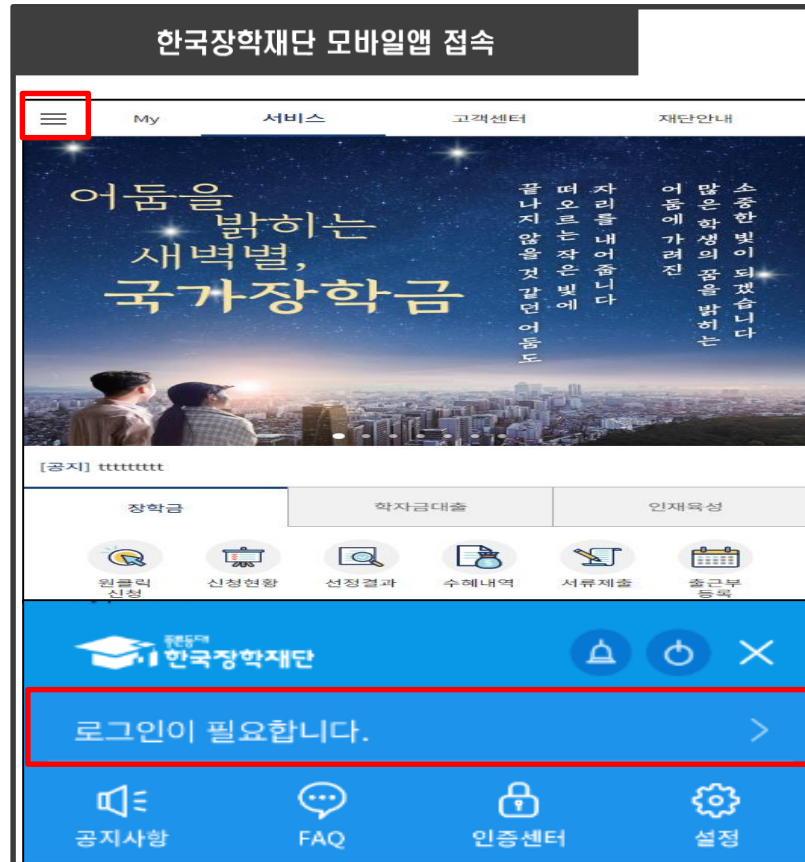 한국장학재단 모바일앱 접속
My 서비스 고객센터 재단안내
어둠을
밝히는
새벽별,
국가장학금
소중한 빛이 되겠습니다
많은 학생의 꿈을 밝히는
어둠에 가려진
자리를 내어줍니다
떠오르는 작은 빛에
끝나지 않을 것 같던 어둠도
[공지] ttttttttt
장학금 학자금대출 인재육성
원클릭 신청현황 선정결과 수혜내역 서류제출 출근부
신청 등록
푸른등대
한국장학재단
로그인이 필요합니다.
공지사항 FAQ 인증센터 설정